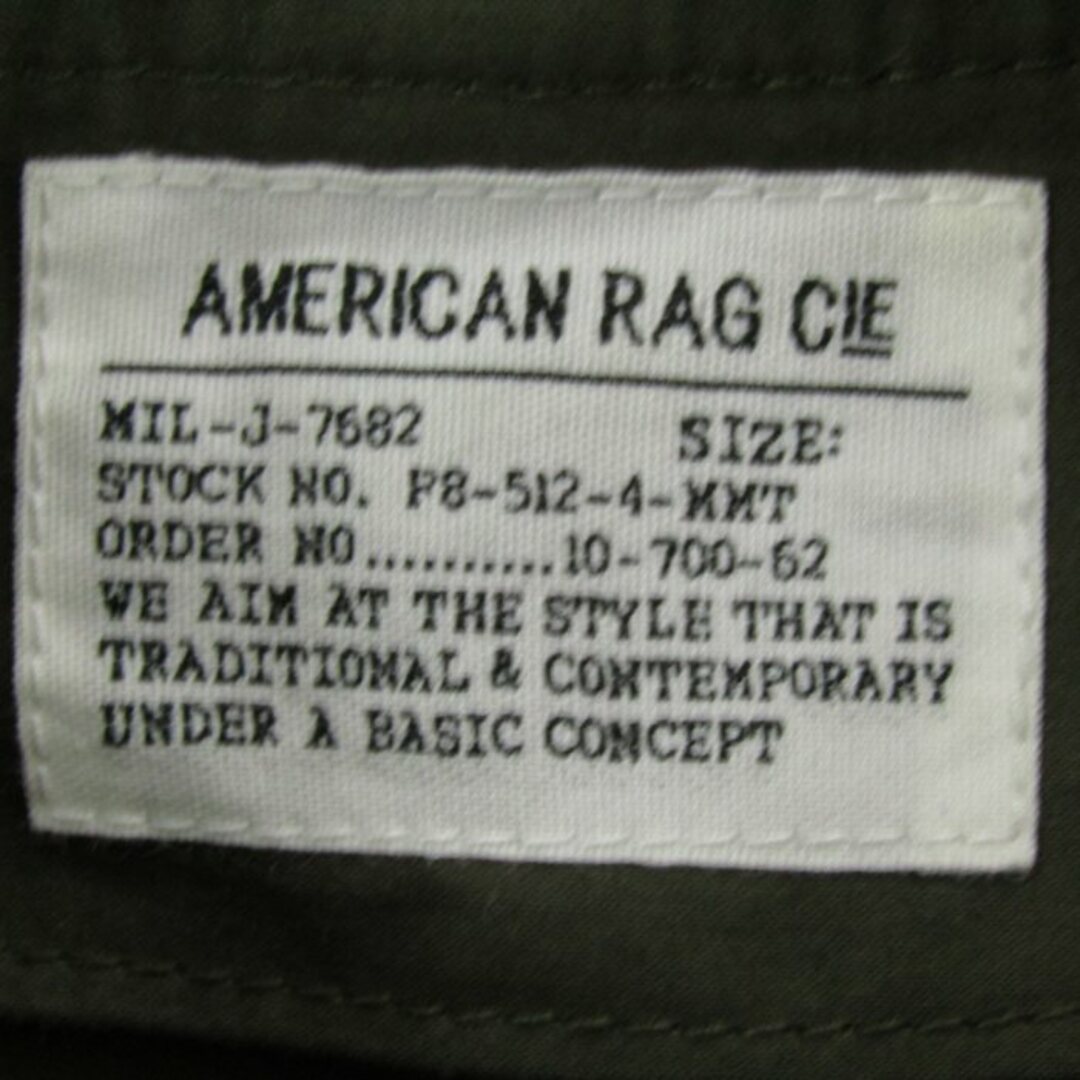 AMERICAN RAG CIE
MIL-J-7682 SIZE:
STOCK NO. F8-512-4-MMT
ORDER NO..........10-700-62
WE AIM AT THE STYLE THAT IS
TRADITIONAL & CONTEMPORARY
UNDER A BASIC CONCEPT